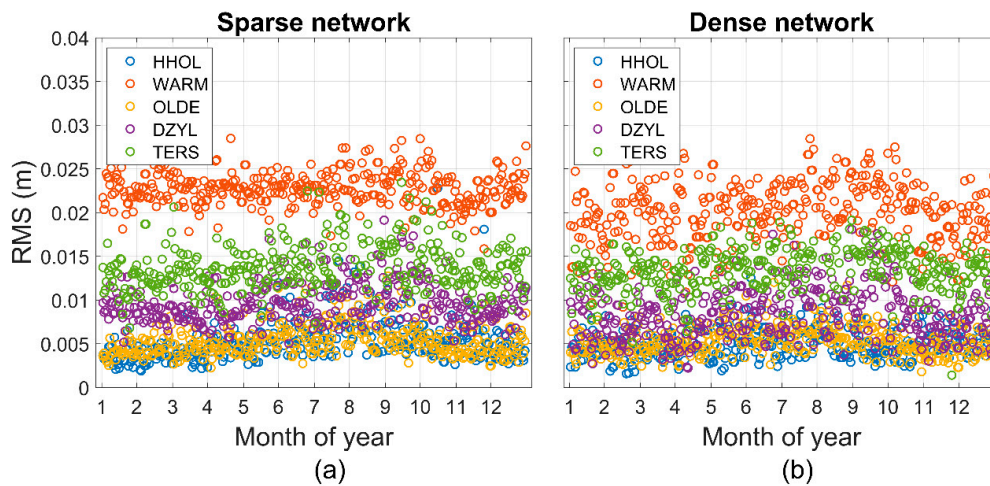 Sparse network
Dense network
0.04
0.035
0.03
0.025
0.02
0.015
0.01
0.005
0
RMS (m)
HHOL
WARM
OLDE
DZYL
TERS
HHOL
WARM
OLDE
DZYL
TERS
1 2 3 4 5 6 7 8 9 10 11 12
1 2 3 4 5 6 7 8 9 10 11 12
Month of year
Month of year
(a)
(b)